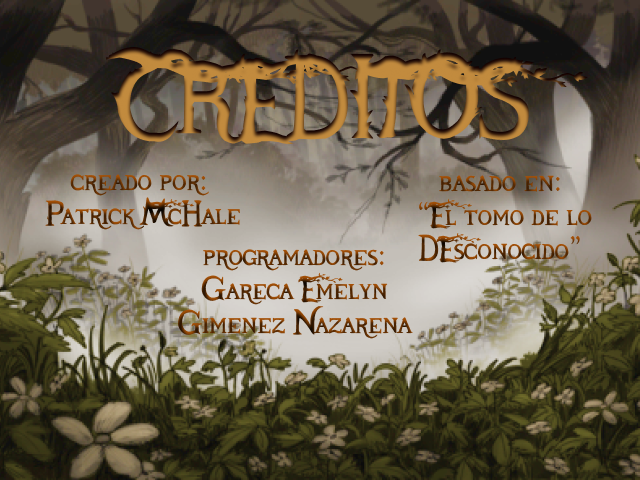 CREDITOS
CREADO POR:
PATRICK MCHALE
BASADO EN:
“EL TOMO DE LO
DESCONOCIDO”
PROGRAMADORES:
GARECA EMELYN
GIMENEZ NAZARENA